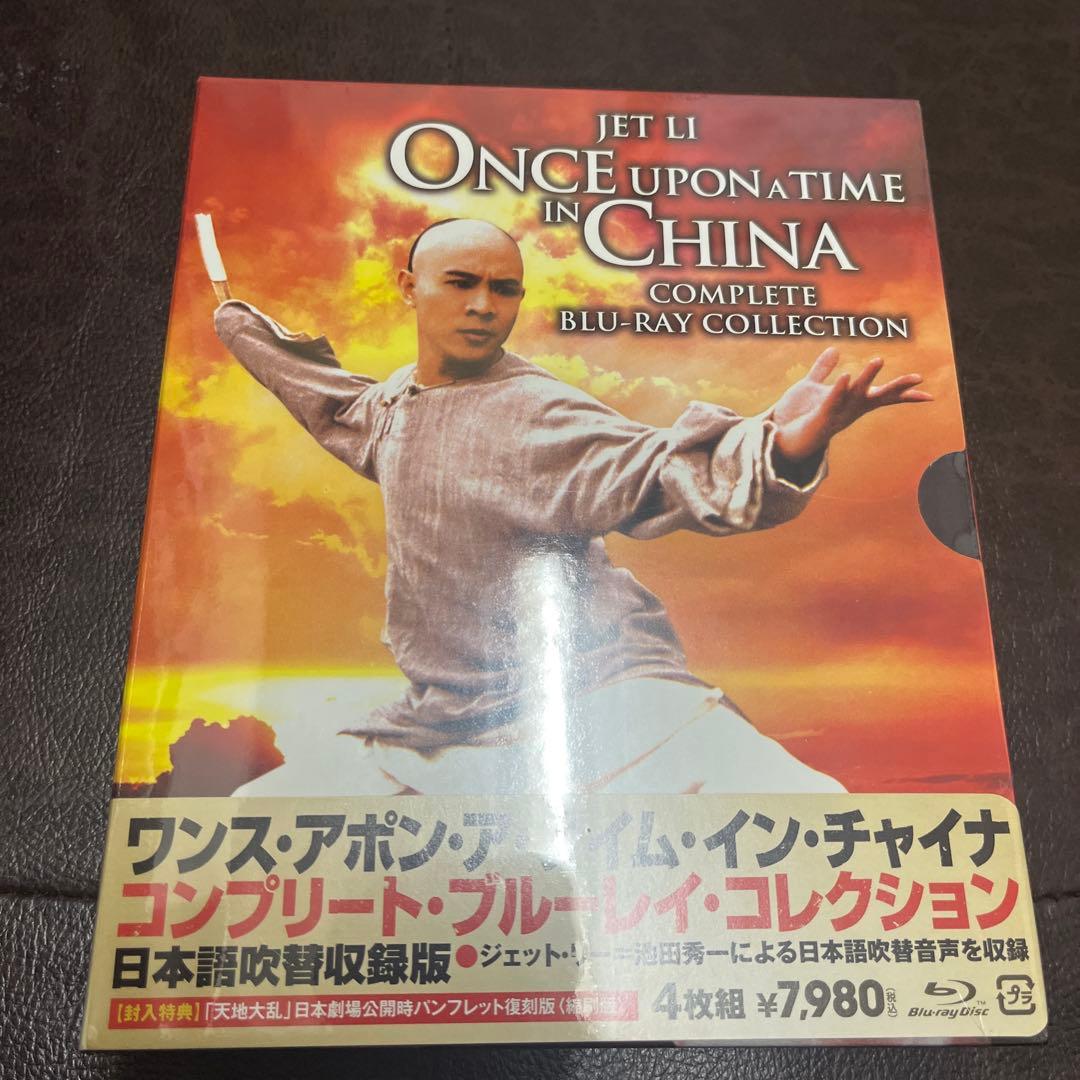 JET LI
ONCE UPON A TIME
IN CHINA
COMPLETE
BLU-RAY COLLECTION
ワンス・アポン・ア・タイム・イン・チャイナ
コンプリート・ブルーレイ・コレクション
日本語吹替収録版●ジェット・リー=池田秀一による日本語吹替音声を収録
【封入特典】「天地大乱」日本劇場公開時パンフレット復刻版〈縮刷版〉
4枚組 ¥7,980(税込)
Blu-ray Disc™
プラ